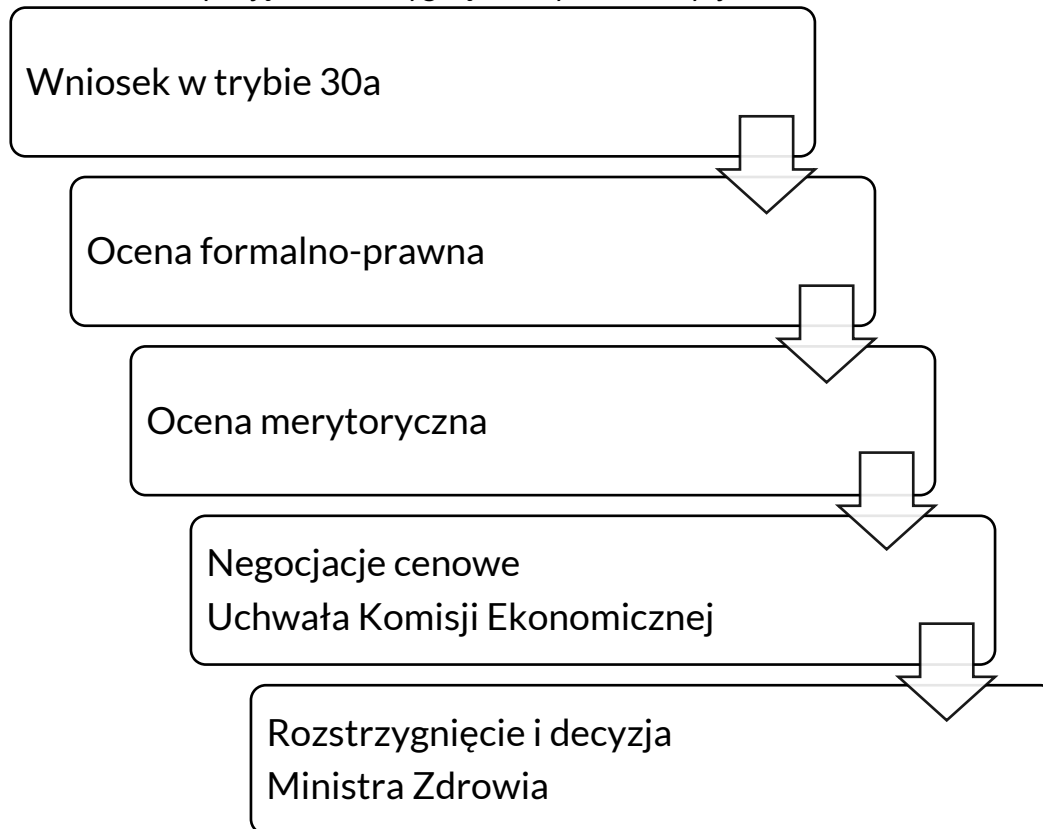 Wniosek w trybie 30a
Ocena formalno-prawna
Ocena merytoryczna
Negocjacje cenowe
Uchwała Komisji Ekonomicznej
Rozstrzygnięcie i decyzja
Ministra Zdrowia